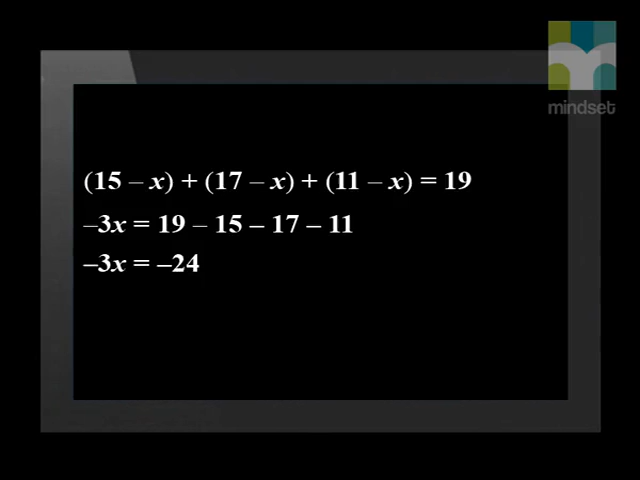 mindset
(15 – x) + (17 – x) + (11 – x) = 19
–3x = 19 – 15 – 17 – 11
–3x = –24